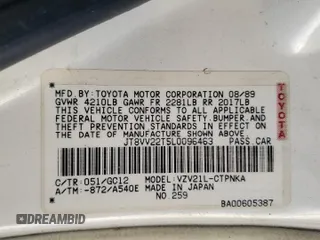 MFD.BY: TOYOTA MOTOR CORPORATION 08/89
GVWR 4210LB GAWR FR 2281LB RR 2017LB
THIS VEHICLE CONFORMS TO ALL APPLICABLE
FEDERAL MOTOR VEHICLE SAFETY,BUMPER,AND
THEFT PREVENTION STANDARDS IN EFFECT ON THE
DATE OF MANUFACTURE SHOWN ABOVE.
JT8VV22T5L0096463 PASS.CAR
TOYOTA
C/TR: 051/GC12 MODEL: VZV21L-CTPNKA
A/TM: -872/A540E MADE IN JAPAN
NO.259
DREAMBID BA00605387